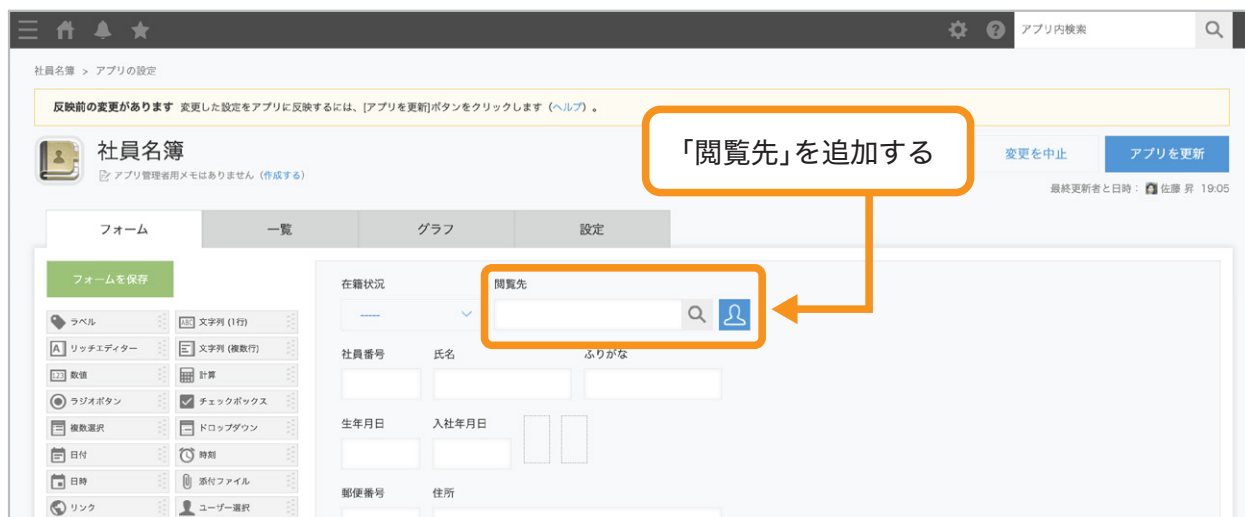 アプリ内検索
社員名簿 > アプリの設定
反映前の変更があります 変更した設定をアプリに反映するには、[アプリを更新]ボタンをクリックします（ヘルプ）。
「閲覧先」を追加する
社員名簿
アプリ管理者用メモはありません（作成する）
変更を中止
アプリを更新
最終更新者と日時： 佐藤 昇 19:05
フォーム
一覧
グラフ
設定
フォームを保存
在籍状況
閲覧先
-----
ラベル
ABC 文字列 (1行)
A リッチエディター
文字列 (複数行)
社員番号
氏名
ふりがな
123 数値
計算
ラジオボタン
チェックボックス
複数選択
ドロップダウン
生年月日
入社年月日
日付
時刻
日時
添付ファイル
郵便番号
住所
リンク
ユーザー選択